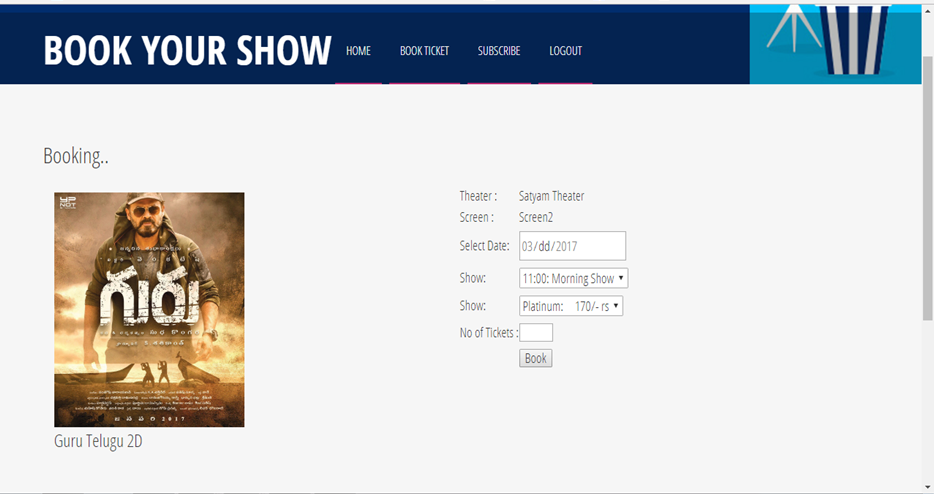 BOOK YOUR SHOW
HOME
BOOK TICKET
SUBSCRIBE
LOGOUT
Booking..
గురు
2017
Guru Telugu 2D
Theater : Satyam Theater
Screen : Screen2
Select Date: 03/dd/2017
Show: 11:00: Morning Show
Show: Platinum: 170/- rs
No of Tickets :
Book